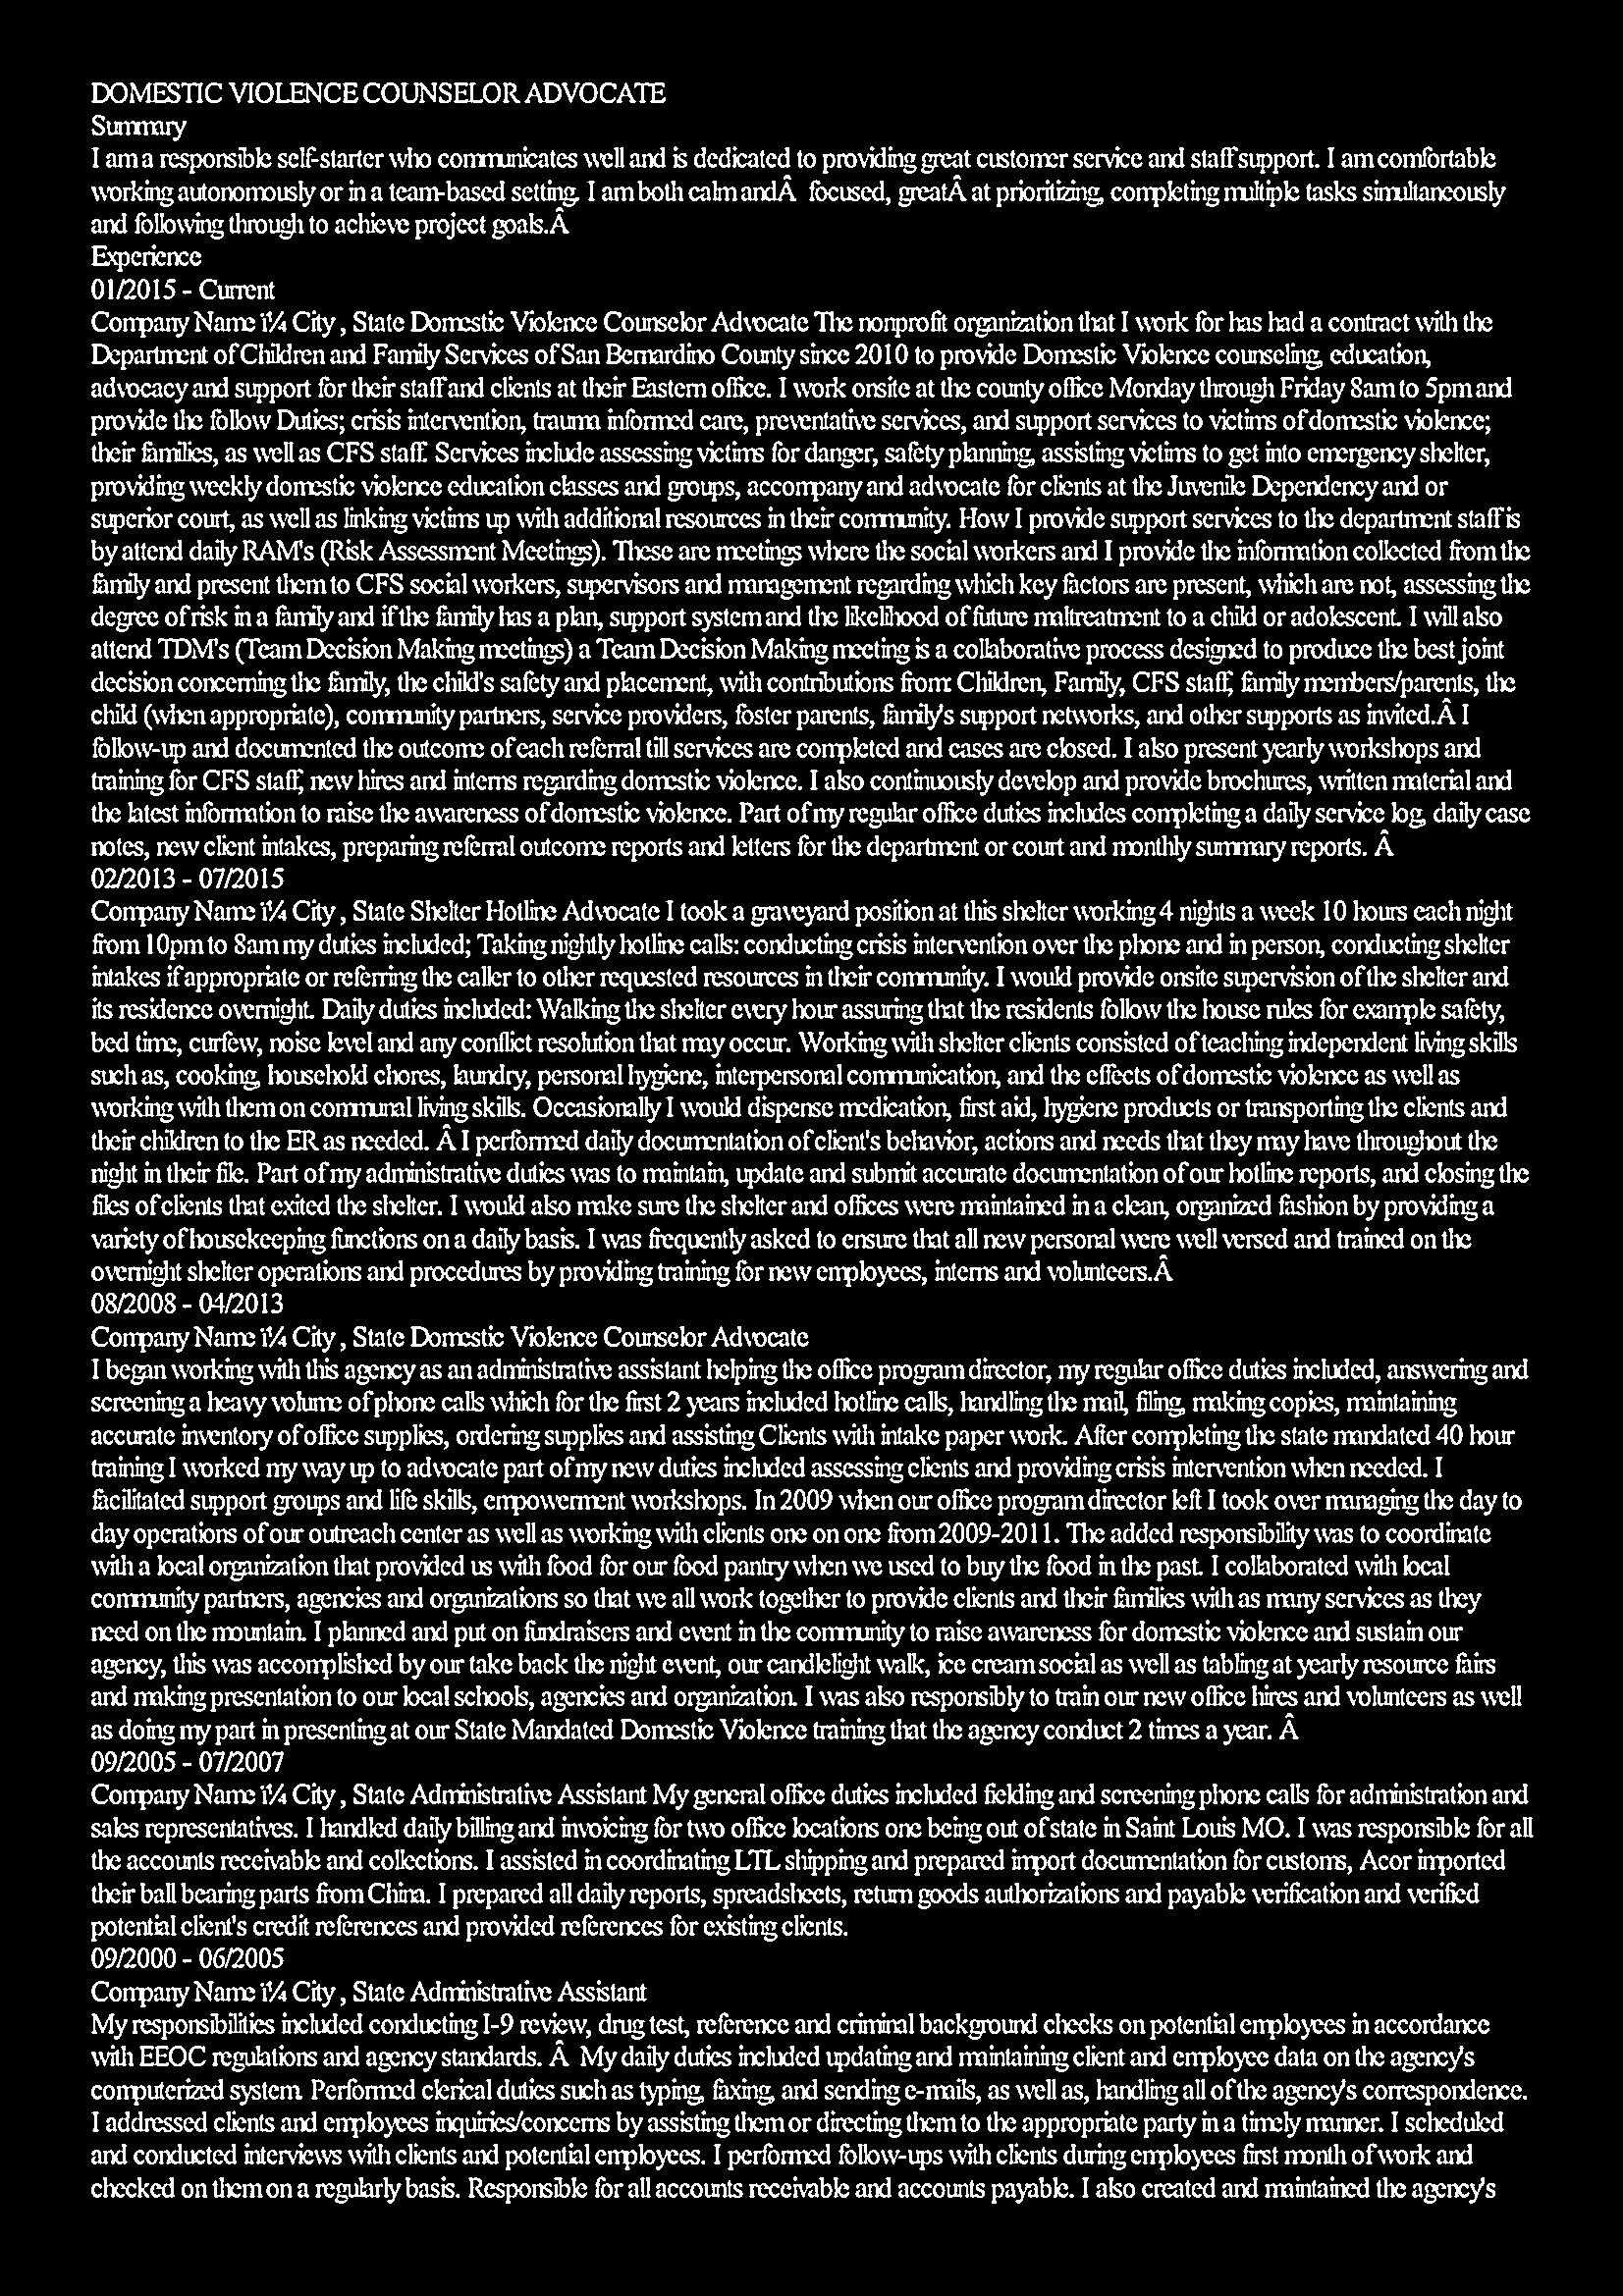 DOMESTIC VIOLENCE COUNSELOR ADVOCATE
Summary
I am a responsible self-starter who communicates well and is dedicated to providing great customer service and staff support. I am comfortable
working autonomously or in a team-based setting. I am both calm andÂ  focused, greatÂ at prioritizing, completing multiple tasks simultaneously
and following through to achieve project goals.Â
Experience
01/2015 - Current
Company Name ï¼ City , State Domestic Violence Counselor Advocate The nonprofit organization that I work for has had a contract with the
Department of Children and Family Services of San Bernardino County since 2010 to provide Domestic Violence counseling, education,
advocacy and support for their staff and clients at their Eastern office. I work onsite at the county office Monday through Friday 8am to 5pm and
provide the follow Duties; crisis intervention, trauma informed care, preventative services, and support services to victims of domestic violence;
their families, as well as CFS staff. Services include assessing victims for danger, safety planning, assisting victims to get into emergency shelter,
providing weekly domestic violence education classes and groups, accompany and advocate for clients at the Juvenile Dependency and or
superior court, as well as linking victims up with additional resources in their community. How I provide support services to the department staff is
by attend daily RAM's (Risk Assessment Meetings). These are meetings where the social workers and I provide the information collected from the
family and present them to CFS social workers, supervisors and management regarding which key factors are present, which are not, assessing the
degree of risk in a family and if the family has a plan, support system and the likelihood of future maltreatment to a child or adolescent. I will also
attend TDM's (Team Decision Making meetings) a Team Decision Making meeting is a collaborative process designed to produce the best joint
decision concerning the family, the child's safety and placement, with contributions from: Children, Family, CFS staff, family members/parents, the
child (when appropriate), community partners, service providers, foster parents, family's support networks, and other supports as invited.Â I
follow-up and documented the outcome of each referral till services are completed and cases are closed. I also present yearly workshops and
training for CFS staff, new hires and interns regarding domestic violence. I also continuously develop and provide brochures, written material and
the latest information to raise the awareness of domestic violence. Part of my regular office duties includes completing a daily service log, daily case
notes, new client intakes, preparing referral outcome reports and letters for the department or court and monthly summary reports. Â
02/2013 - 07/2015
Company Name ï¼ City , State Shelter Hotline Advocate I took a graveyard position at this shelter working 4 nights a week 10 hours each night
from 10pm to 8am my duties included; Taking nightly hotline calls: conducting crisis intervention over the phone and in person, conducting shelter
intakes if appropriate or referring the caller to other requested resources in their community. I would provide onsite supervision of the shelter and
its residence overnight. Daily duties included: Walking the shelter every hour assuring that the residents follow the house rules for example safety,
bed time, curfew, noise level and any conflict resolution that may occur. Working with shelter clients consisted of teaching independent living skills
such as, cooking, household chores, laundry, personal hygiene, interpersonal communication, and the effects of domestic violence as well as
working with them on communal living skills. Occasionally I would dispense medication, first aid, hygiene products or transporting the clients and
their children to the ER as needed. Â I performed daily documentation of client's behavior, actions and needs that they may have throughout the
night in their file. Part of my administrative duties was to maintain, update and submit accurate documentation of our hotline reports, and closing the
files of clients that exited the shelter. I would also make sure the shelter and offices were maintained in a clean, organized fashion by providing a
variety of housekeeping functions on a daily basis. I was frequently asked to ensure that all new personal were well versed and trained on the
overnight shelter operations and procedures by providing training for new employees, interns and volunteers.Â
08/2008 - 04/2013
Company Name ï¼ City , State Domestic Violence Counselor Advocate
I began working with this agency as an administrative assistant helping the office program director, my regular office duties included, answering and
screening a heavy volume of phone calls which for the first 2 years included hotline calls, handling the mail, filing, making copies, maintaining
accurate inventory of office supplies, ordering supplies and assisting Clients with intake paper work. After completing the state mandated 40 hour
training I worked my way up to advocate part of my new duties included assessing clients and providing crisis intervention when needed. I
facilitated support groups and life skills, empowerment workshops. In 2009 when our office program director left I took over managing the day to
day operations of our outreach center as well as working with clients one on one from 2009-2011. The added responsibility was to coordinate
with a local organization that provided us with food for our food pantry when we used to buy the food in the past. I collaborated with local
community partners, agencies and organizations so that we all work together to provide clients and their families with as many services as they
need on the mountain. I planned and put on fundraisers and event in the community to raise awareness for domestic violence and sustain our
agency, this was accomplished by our take back the night event, our candlelight walk, ice cream social as well as tabling at yearly resource fairs
and making presentation to our local schools, agencies and organization. I was also responsibly to train our new office hires and volunteers as well
as doing my part in presenting at our State Mandated Domestic Violence training that the agency conduct 2 times a year. Â
09/2005 - 07/2007
Company Name ï¼ City , State Administrative Assistant My general office duties included fielding and screening phone calls for administration and
sales representatives. I handled daily billing and invoicing for two office locations one being out of state in Saint Louis MO. I was responsible for all
the accounts receivable and collections. I assisted in coordinating LTL shipping and prepared import documentation for customs, Acor imported
their ball bearing parts from China. I prepared all daily reports, spreadsheets, return goods authorizations and payable verification and verified
potential client's credit references and provided references for existing clients.
09/2000 - 06/2005
Company Name ï¼ City , State Administrative Assistant
My responsibilities included conducting I-9 review, drug test, reference and criminal background checks on potential employees in accordance
with EEOC regulations and agency standards. Â  My daily duties included updating and maintaining client and employee data on the agency's
computerized system. Performed clerical duties such as typing, faxing, and sending e-mails, as well as, handling all of the agency's correspondence.
I addressed clients and employees inquiries/concerns by assisting them or directing them to the appropriate party in a timely manner. I scheduled
and conducted interviews with clients and potential employees. I performed follow-ups with clients during employees first month of work and
checked on them on a regularly basis. Responsible for all accounts receivable and accounts payable. I also created and maintained the agency's